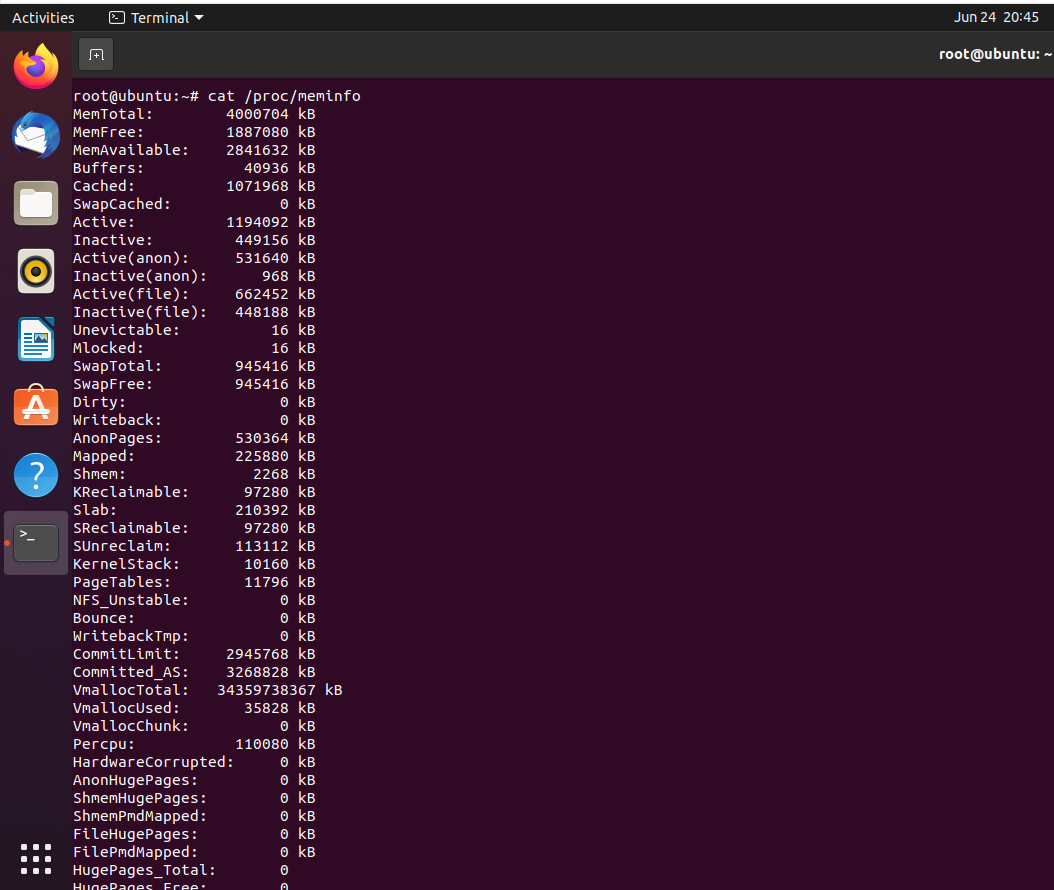 Activities Terminal Jun 24 20:45
root@ubuntu: ~
root@ubuntu:~# cat /proc/meminfo
MemTotal: 4000704 kB
MemFree: 1887080 kB
MemAvailable: 2841632 kB
Buffers: 40936 kB
Cached: 1071968 kB
SwapCached: 0 kB
Active: 1194092 kB
Inactive: 449156 kB
Active(anon): 531640 kB
Inactive(anon): 968 kB
Active(file): 662452 kB
Inactive(file): 448188 kB
Unevictable: 16 kB
Mlocked: 16 kB
SwapTotal: 945416 kB
SwapFree: 945416 kB
Dirty: 0 kB
Writeback: 0 kB
AnonPages: 530364 kB
Mapped: 225880 kB
Shmem: 2268 kB
KReclaimable: 97280 kB
Slab: 210392 kB
SReclaimable: 97280 kB
SUnreclaim: 113112 kB
KernelStack: 10160 kB
PageTables: 11796 kB
NFS_Unstable: 0 kB
Bounce: 0 kB
WritebackTmp: 0 kB
CommitLimit: 2945768 kB
Committed_AS: 3268828 kB
VmallocTotal: 34359738367 kB
VmallocUsed: 35828 kB
VmallocChunk: 0 kB
Percpu: 110080 kB
HardwareCorrupted: 0 kB
AnonHugePages: 0 kB
ShmemHugePages: 0 kB
ShmemPmdMapped: 0 kB
FileHugePages: 0 kB
FilePmdMapped: 0 kB
HugePages_Total: 0
HugePages_Free: 0